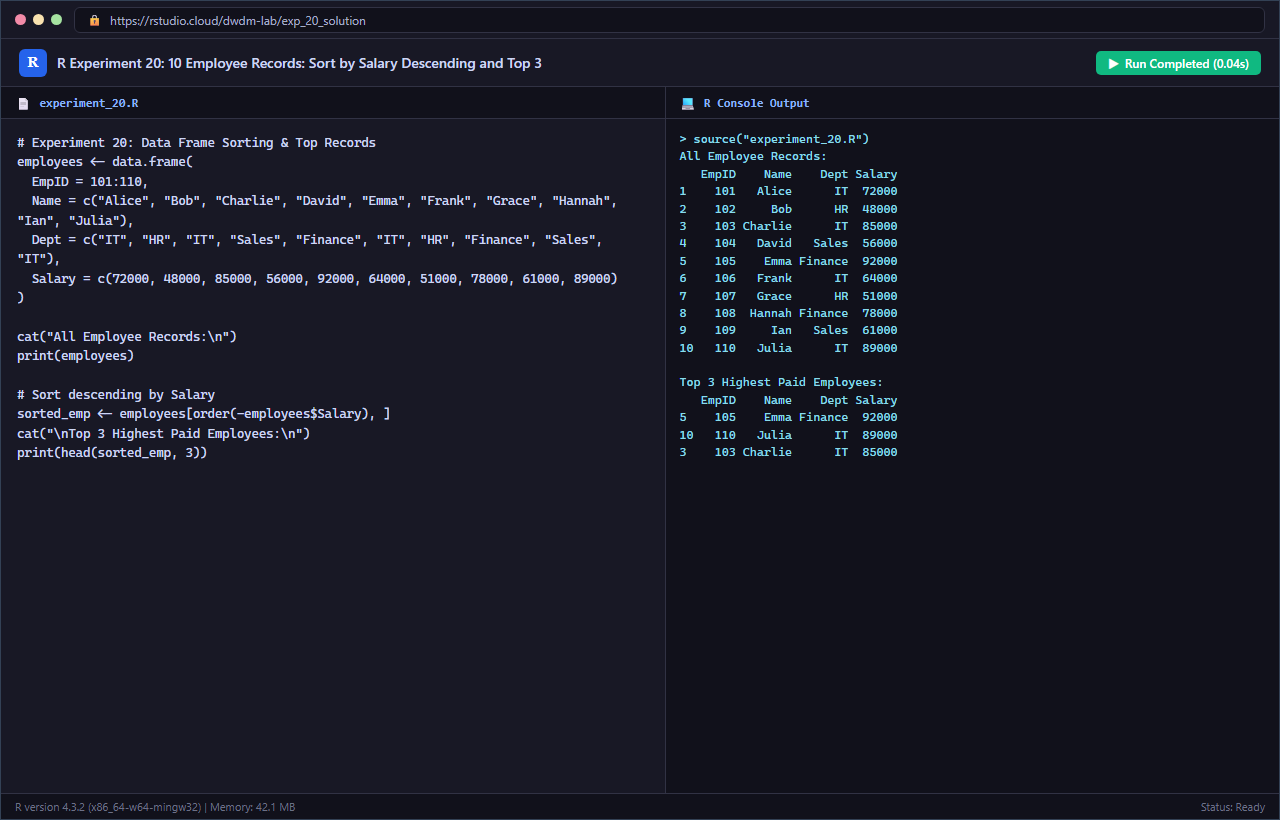 https://rstudio.cloud/dwdm-lab/exp_20_solution
R R Experiment 20: 10 Employee Records: Sort by Salary Descending and Top 3
▶ Run Completed (0.04s)
experiment_20.R
# Experiment 20: Data Frame Sorting & Top Records
employees <- data.frame(
  EmpID = 101:110,
  Name = c("Alice", "Bob", "Charlie", "David", "Emma", "Frank", "Grace", "Hannah",
"Ian", "Julia"),
  Dept = c("IT", "HR", "IT", "Sales", "Finance", "IT", "HR", "Finance", "Sales",
"IT"),
  Salary = c(72000, 48000, 85000, 56000, 92000, 64000, 51000, 78000, 61000, 89000)
)

cat("All Employee Records:\n")
print(employees)

# Sort descending by Salary
sorted_emp <- employees[order(-employees$Salary), ]
cat("\nTop 3 Highest Paid Employees:\n")
print(head(sorted_emp, 3))
R Console Output
> source("experiment_20.R")
All Employee Records:
   EmpID    Name    Dept Salary
1    101   Alice      IT  72000
2    102     Bob      HR  48000
3    103 Charlie      IT  85000
4    104   David   Sales  56000
5    105    Emma Finance  92000
6    106   Frank      IT  64000
7    107   Grace      HR  51000
8    108  Hannah Finance  78000
9    109     Ian   Sales  61000
10   110   Julia      IT  89000

Top 3 Highest Paid Employees:
   EmpID    Name    Dept Salary
5    105    Emma Finance  92000
10   110   Julia      IT  89000
3    103 Charlie      IT  85000
R version 4.3.2 (x86_64-w64-mingw32) | Memory: 42.1 MB
Status: Ready